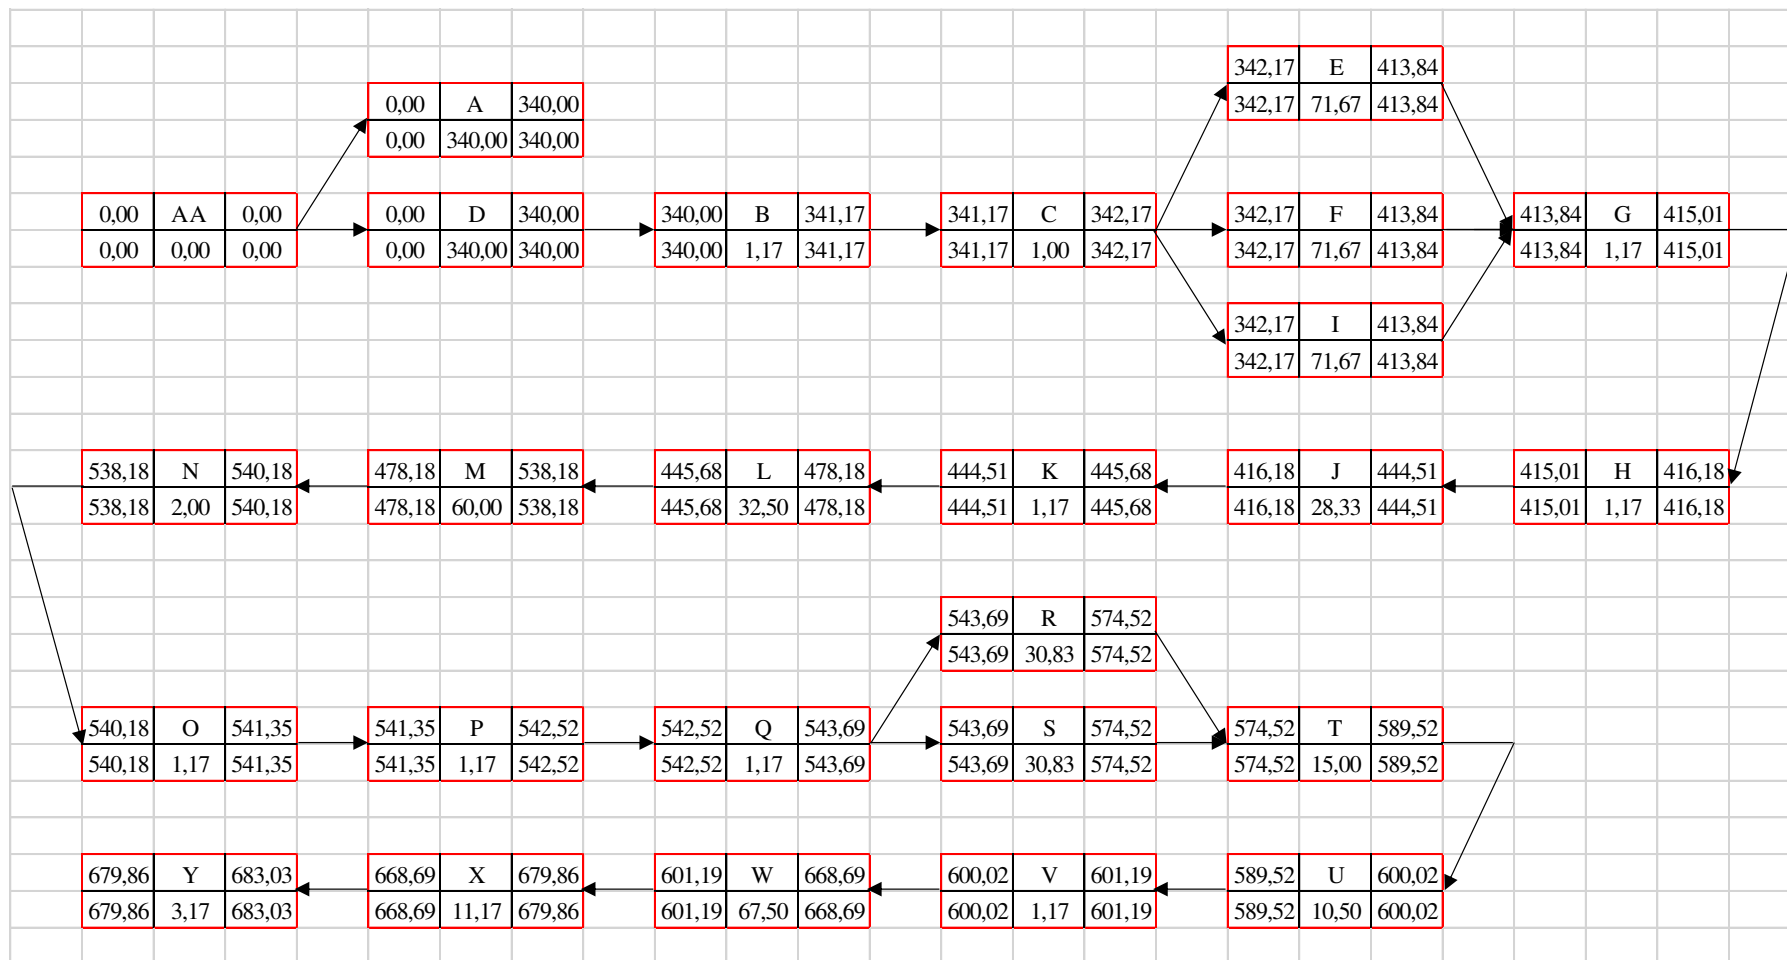 342,17 E 413,84
0,00 A 340,00
342,17 71,67 413,84
0,00 340,00 340,00
0,00 AA 0,00
0,00 D 340,00
340,00 B 341,17
341,17 C 342,17
342,17 F 413,84
413,84 G 415,01
0,00 0,00 0,00
0,00 340,00 340,00
340,00 1,17 341,17
341,17 1,00 342,17
342,17 71,67 413,84
413,84 1,17 415,01
342,17 I 413,84
342,17 71,67 413,84
538,18 N 540,18
478,18 M 538,18
445,68 L 478,18
444,51 K 445,68
416,18 J 444,51
415,01 H 416,18
538,18 2,00 540,18
478,18 60,00 538,18
445,68 32,50 478,18
444,51 1,17 445,68
416,18 28,33 444,51
415,01 1,17 416,18
543,69 R 574,52
543,69 30,83 574,52
540,18 O 541,35
541,35 P 542,52
542,52 Q 543,69
543,69 S 574,52
574,52 T 589,52
540,18 1,17 541,35
541,35 1,17 542,52
542,52 1,17 543,69
543,69 30,83 574,52
574,52 15,00 589,52
679,86 Y 683,03
668,69 X 679,86
601,19 W 668,69
600,02 V 601,19
589,52 U 600,02
679,86 3,17 683,03
668,69 11,17 679,86
601,19 67,50 668,69
600,02 1,17 601,19
589,52 10,50 600,02